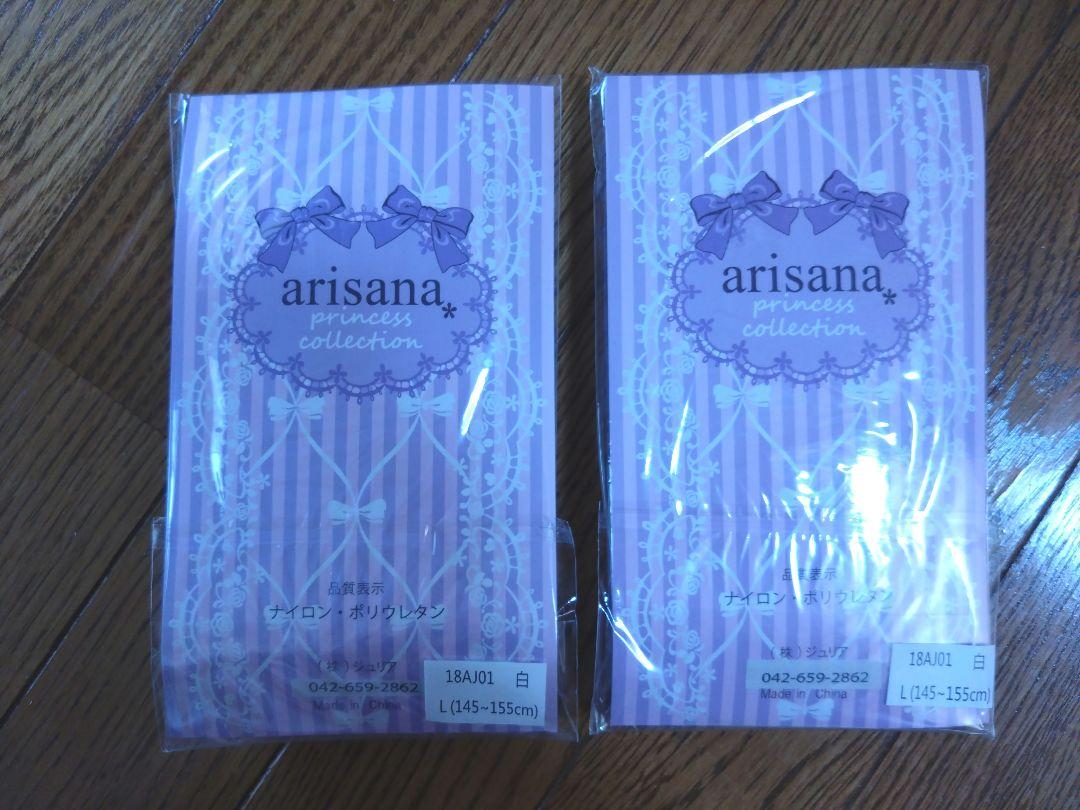 arisana*
princess
collection
品質表示
ナイロン・ポリウレタン
(株)ジュリア
042-659-2862
Made in China
18AJ01 白
L(145~155cm)
arisana*
princess
collection
品質表示
ナイロン・ポリウレタン
(株)ジュリア
042-659-2862
Made in China
18AJ01 白
L(145~155cm)